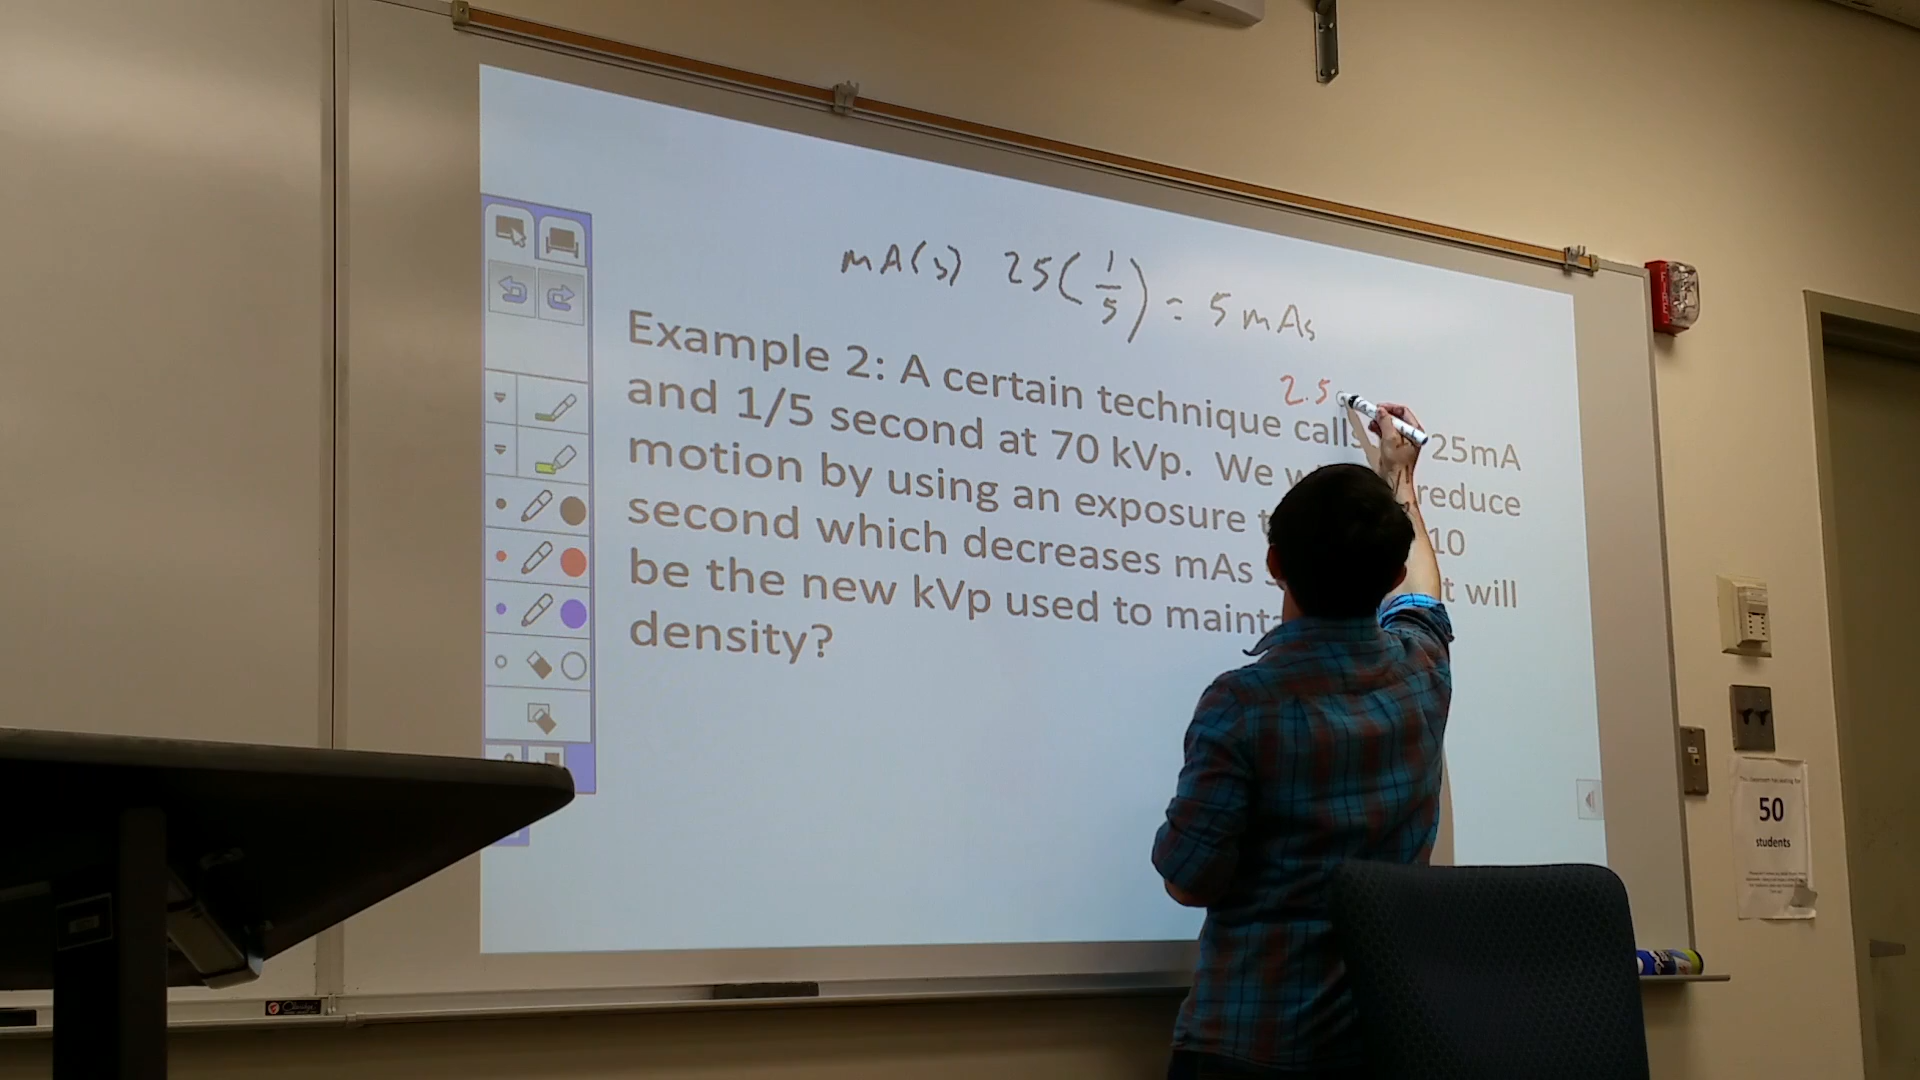 mA(s) 25(1/5) = 5 mAs
2.5
Example 2: A certain technique calls 25mA
and 1/5 second at 70 kVp. We reduce
motion by using an exposure 10
second which decreases mAs will
be the new kVp used to
density?
50
students